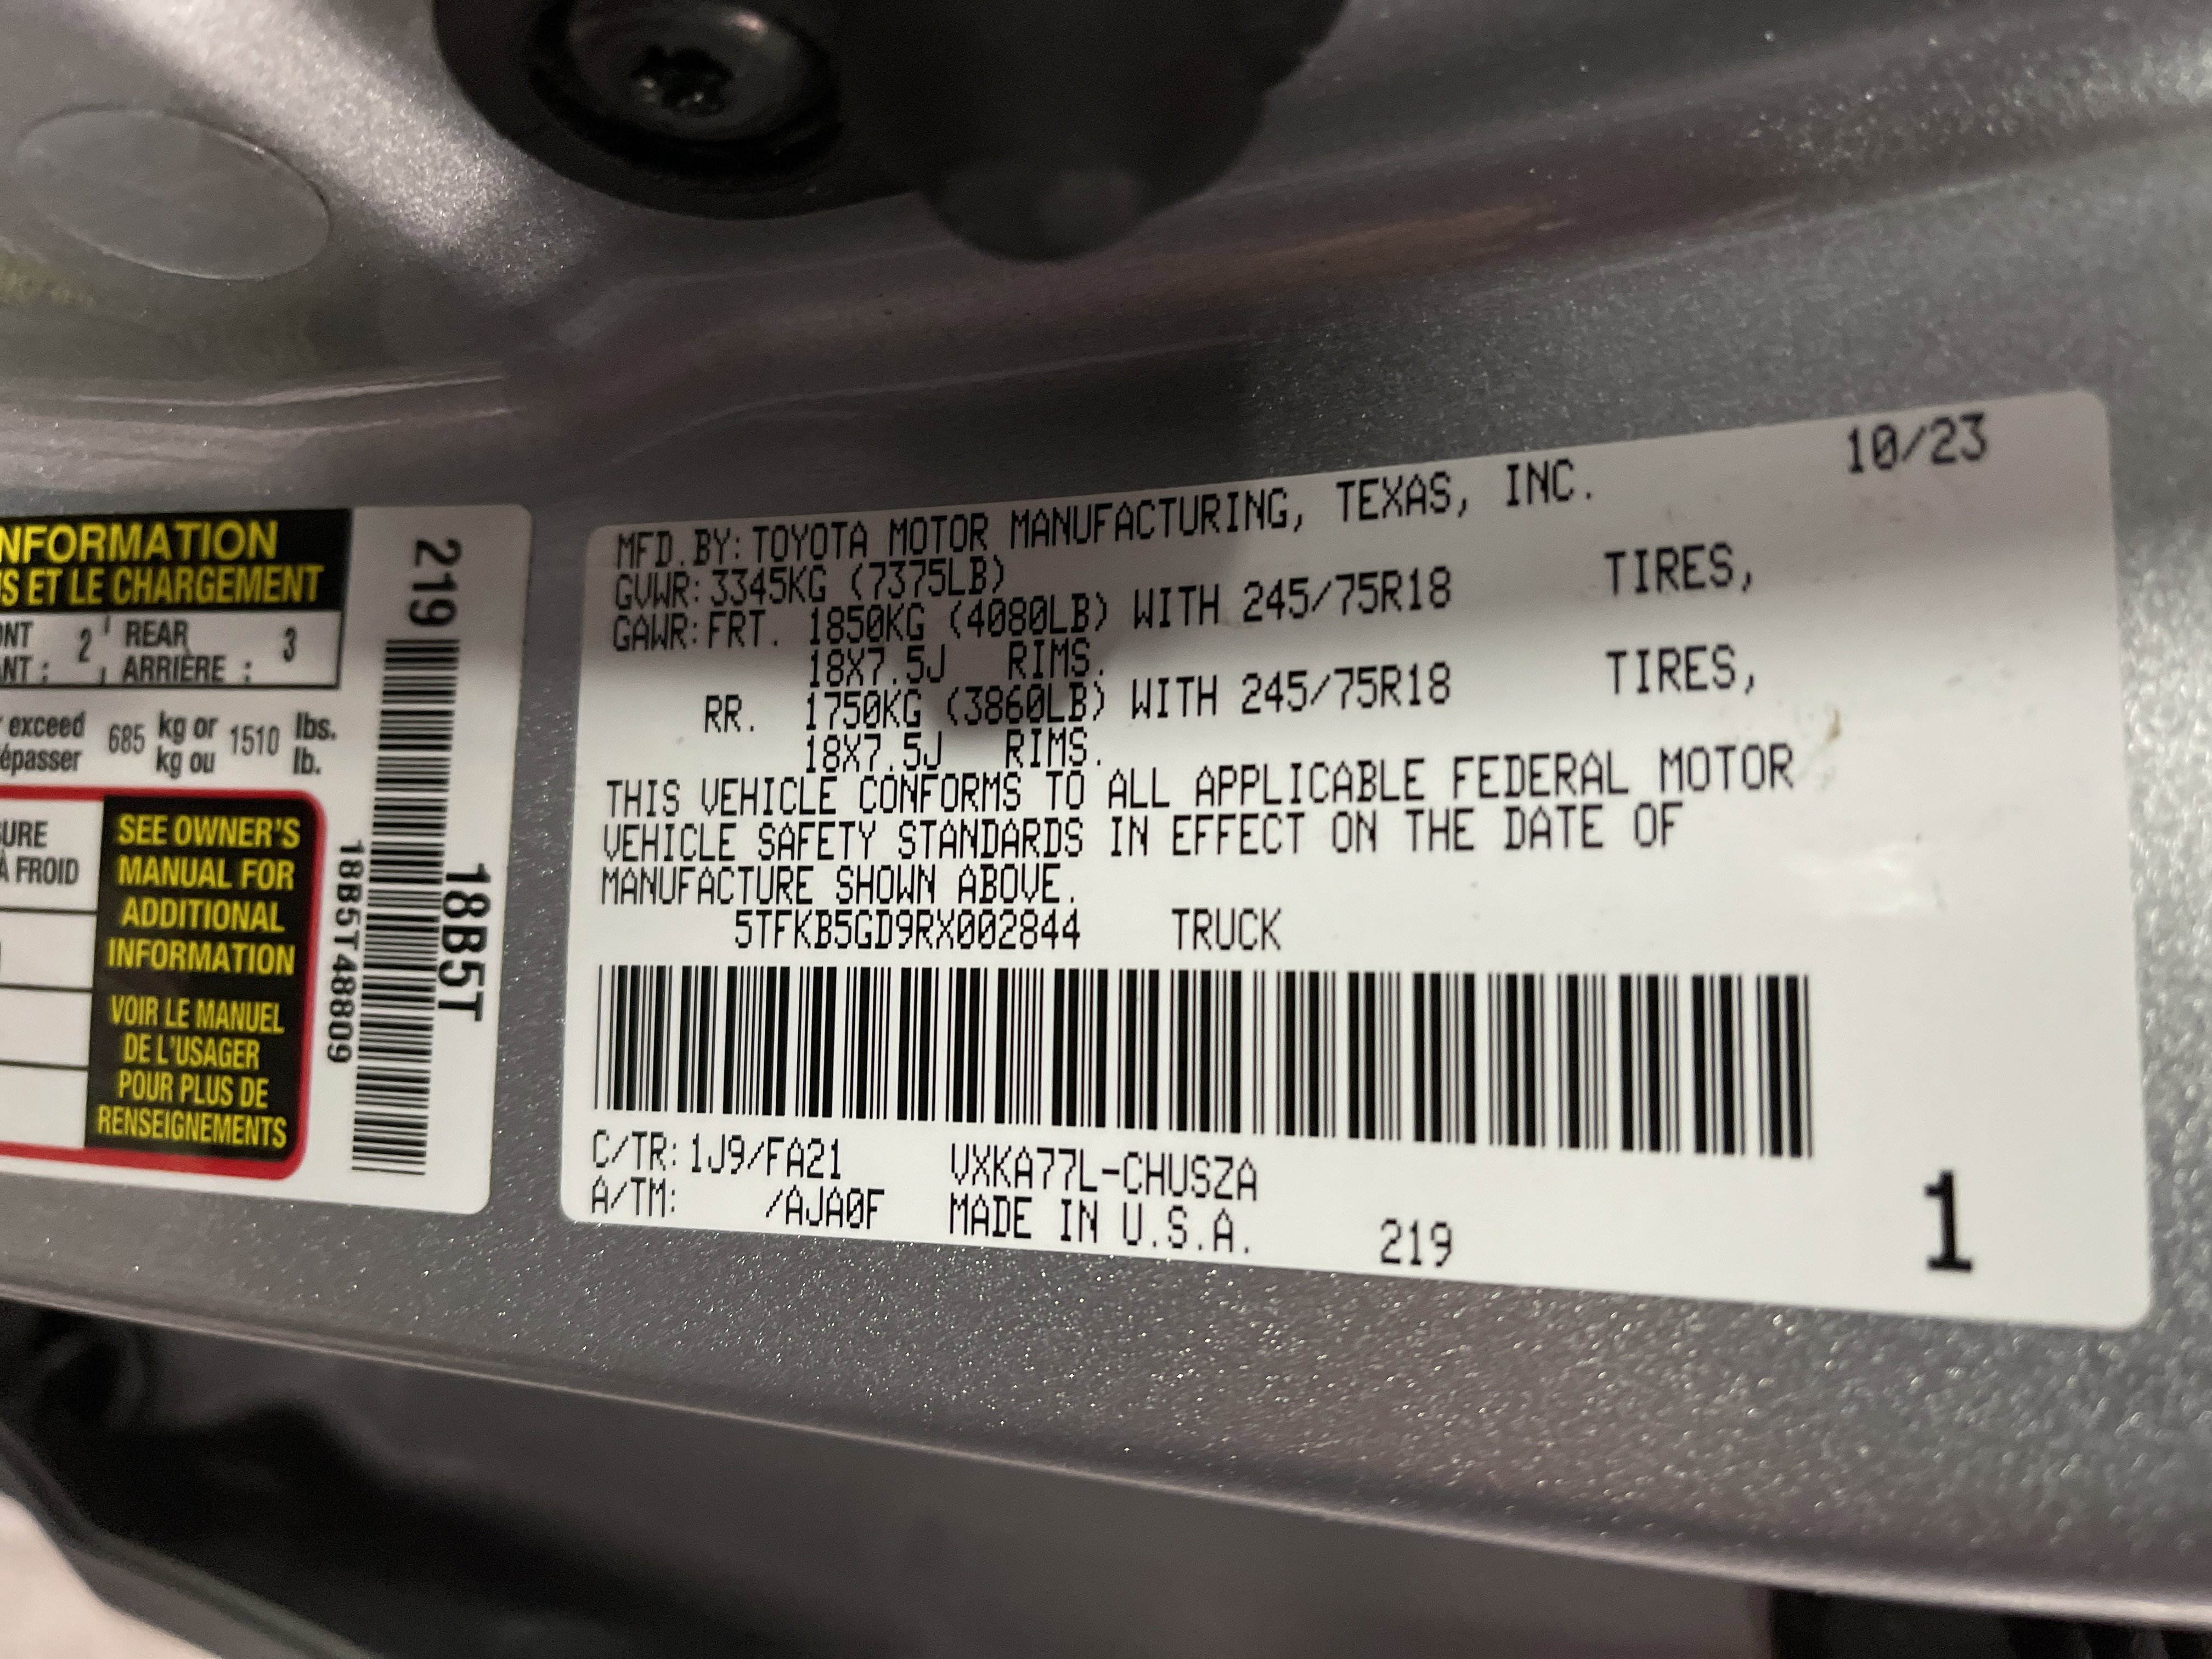 NFORMATION
S ET LE CHARGEMENT
2 REAR 3
ARRIÈRE :
exceed 685 kg or 1510 lbs.
épasser kg ou lb.
URE
À FROID
SEE OWNER'S
MANUAL FOR
ADDITIONAL
INFORMATION
VOIR LE MANUEL
DE L'USAGER
POUR PLUS DE
RENSEIGNEMENTS
219
18B5T
18B5T48809
10/23
MFD.BY:TOYOTA MOTOR MANUFACTURING, TEXAS, INC.
GVWR:3345KG (7375LB)
GAWR:FRT. 1850KG (4080LB) WITH 245/75R18 TIRES,
18X7.5J RIMS.
RR. 1750KG (3860LB) WITH 245/75R18 TIRES,
18X7.5J RIMS.
THIS VEHICLE CONFORMS TO ALL APPLICABLE FEDERAL MOTOR
VEHICLE SAFETY STANDARDS IN EFFECT ON THE DATE OF
MANUFACTURE SHOWN ABOVE.
5TFKB5GD9RX002844 TRUCK
C/TR:1J9/FA21 VXKA77L-CHUSZA
A/TM: /AJA0F MADE IN U.S.A. 219
1